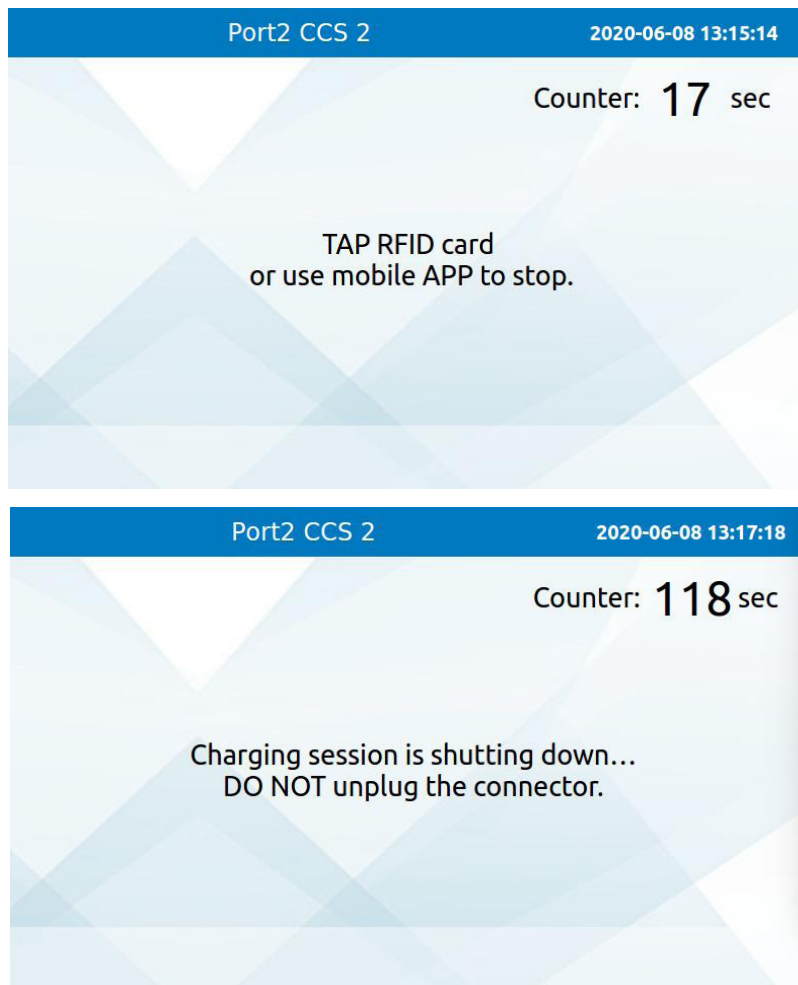 Port2 CCS 2 2020-06-08 13:15:14
Counter: 17 sec
TAP RFID card
or use mobile APP to stop.
Port2 CCS 2 2020-06-08 13:17:18
Counter: 118 sec
Charging session is shutting down...
DO NOT unplug the connector.